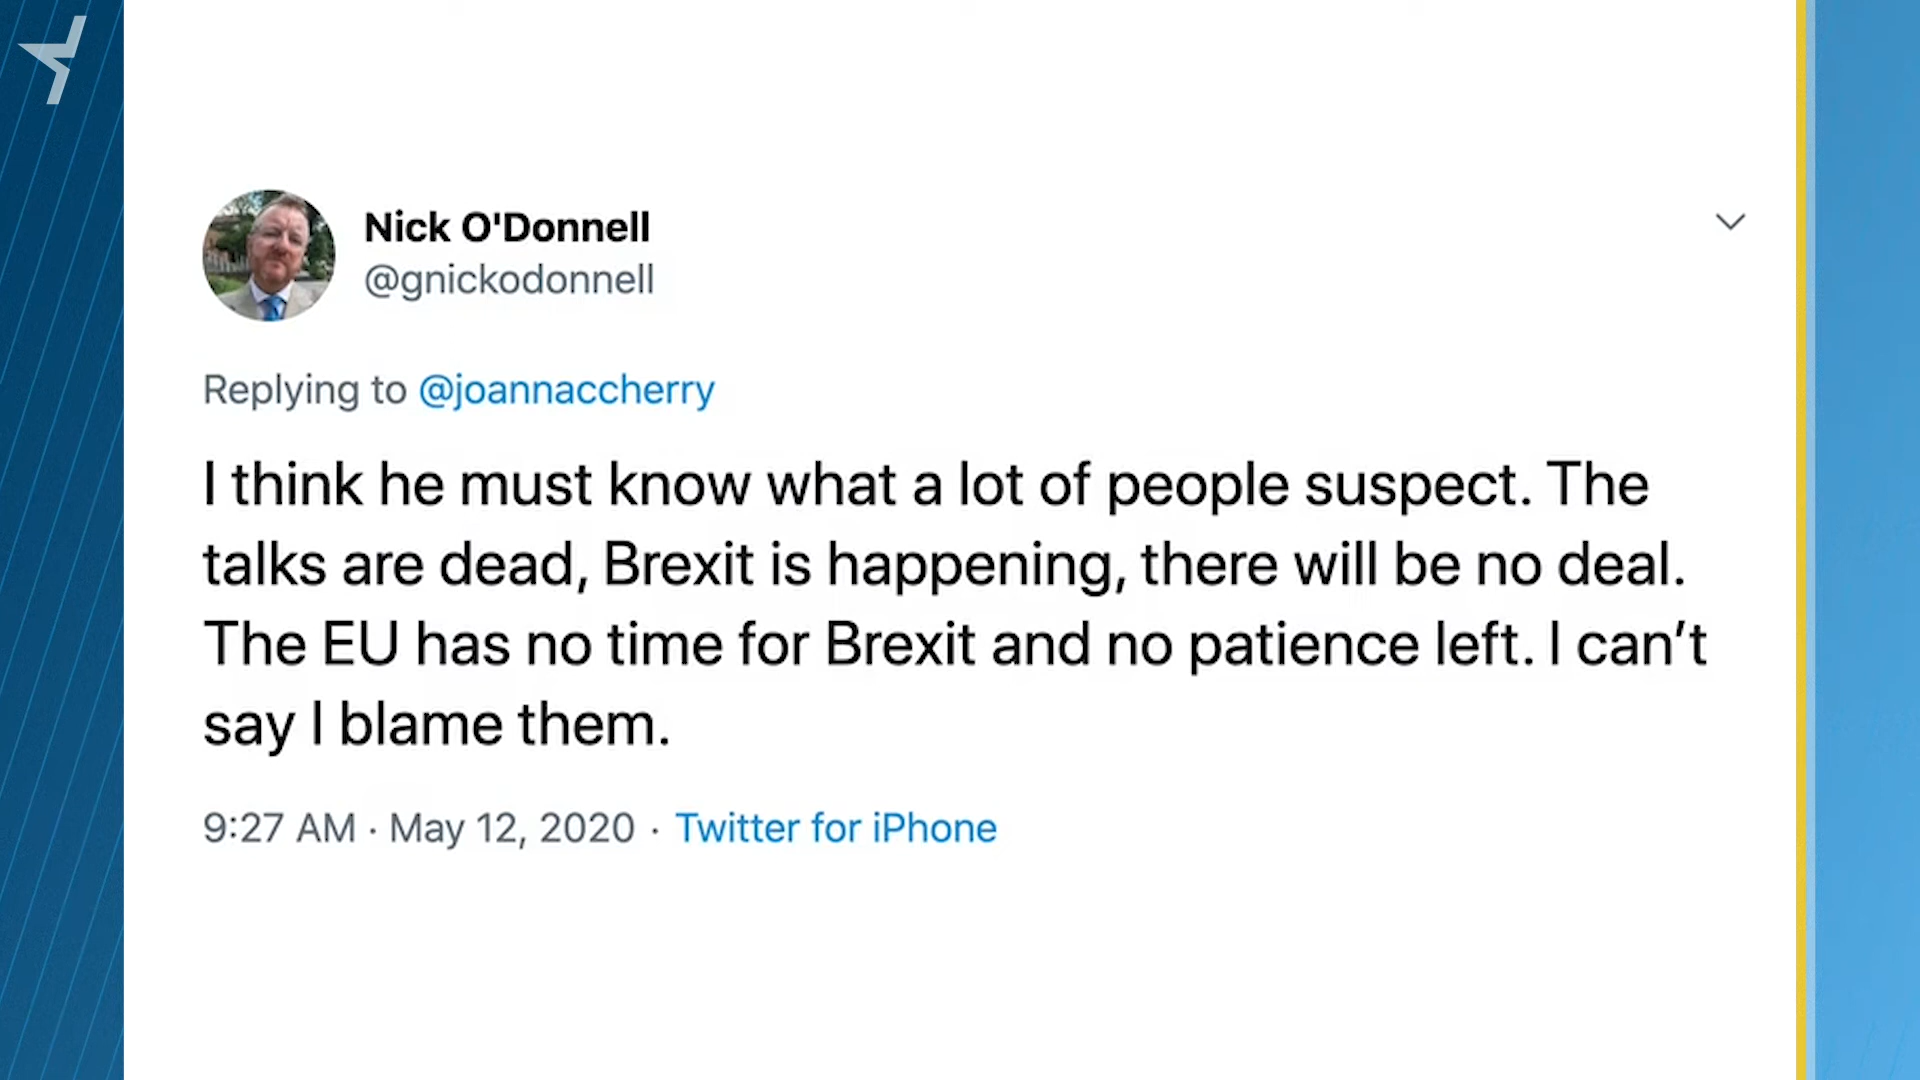 Nick O'Donnell
@gnickodonnell
Replying to @joannaccherry
I think he must know what a lot of people suspect. The
talks are dead, Brexit is happening, there will be no deal.
The EU has no time for Brexit and no patience left. I can’t
say I blame them.
9:27 AM · May 12, 2020 · Twitter for iPhone